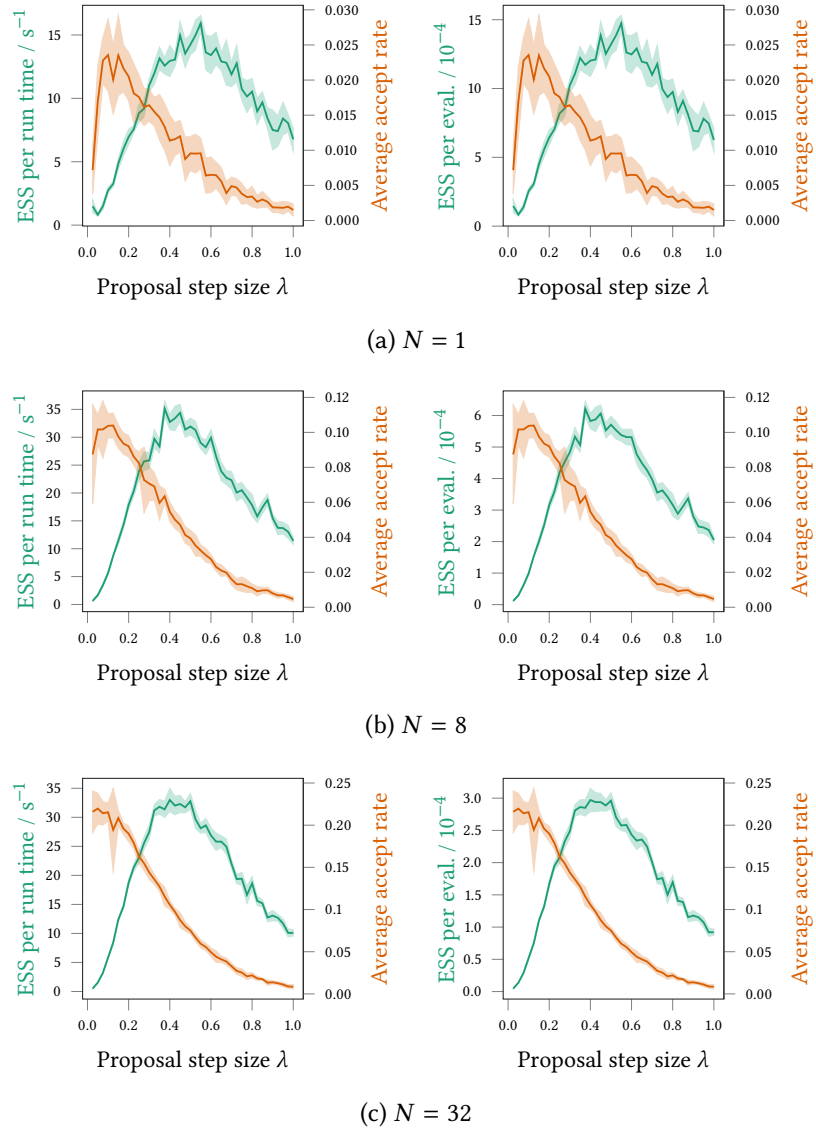 ESS per run time / s⁻¹
15
10
5
0
0.030
0.025
0.020
0.015
0.010
0.005
0.000
Average accept rate
0.0 0.2 0.4 0.6 0.8 1.0
Proposal step size λ
ESS per eval. / 10⁻⁴
15
10
5
0
0.030
0.025
0.020
0.015
0.010
0.005
0.000
Average accept rate
0.0 0.2 0.4 0.6 0.8 1.0
Proposal step size λ
(a) N = 1
ESS per run time / s⁻¹
35
30
25
20
15
10
5
0
0.12
0.10
0.08
0.06
0.04
0.02
0.00
Average accept rate
0.0 0.2 0.4 0.6 0.8 1.0
Proposal step size λ
ESS per eval. / 10⁻⁴
6
5
4
3
2
1
0
0.12
0.10
0.08
0.06
0.04
0.02
0.00
Average accept rate
0.0 0.2 0.4 0.6 0.8 1.0
Proposal step size λ
(b) N = 8
ESS per run time / s⁻¹
35
30
25
20
15
10
5
0
0.25
0.20
0.15
0.10
0.05
0.00
Average accept rate
0.0 0.2 0.4 0.6 0.8 1.0
Proposal step size λ
ESS per eval. / 10⁻⁴
3.0
2.5
2.0
1.5
1.0
0.5
0.0
0.25
0.20
0.15
0.10
0.05
0.00
Average accept rate
0.0 0.2 0.4 0.6 0.8 1.0
Proposal step size λ
(c) N = 32